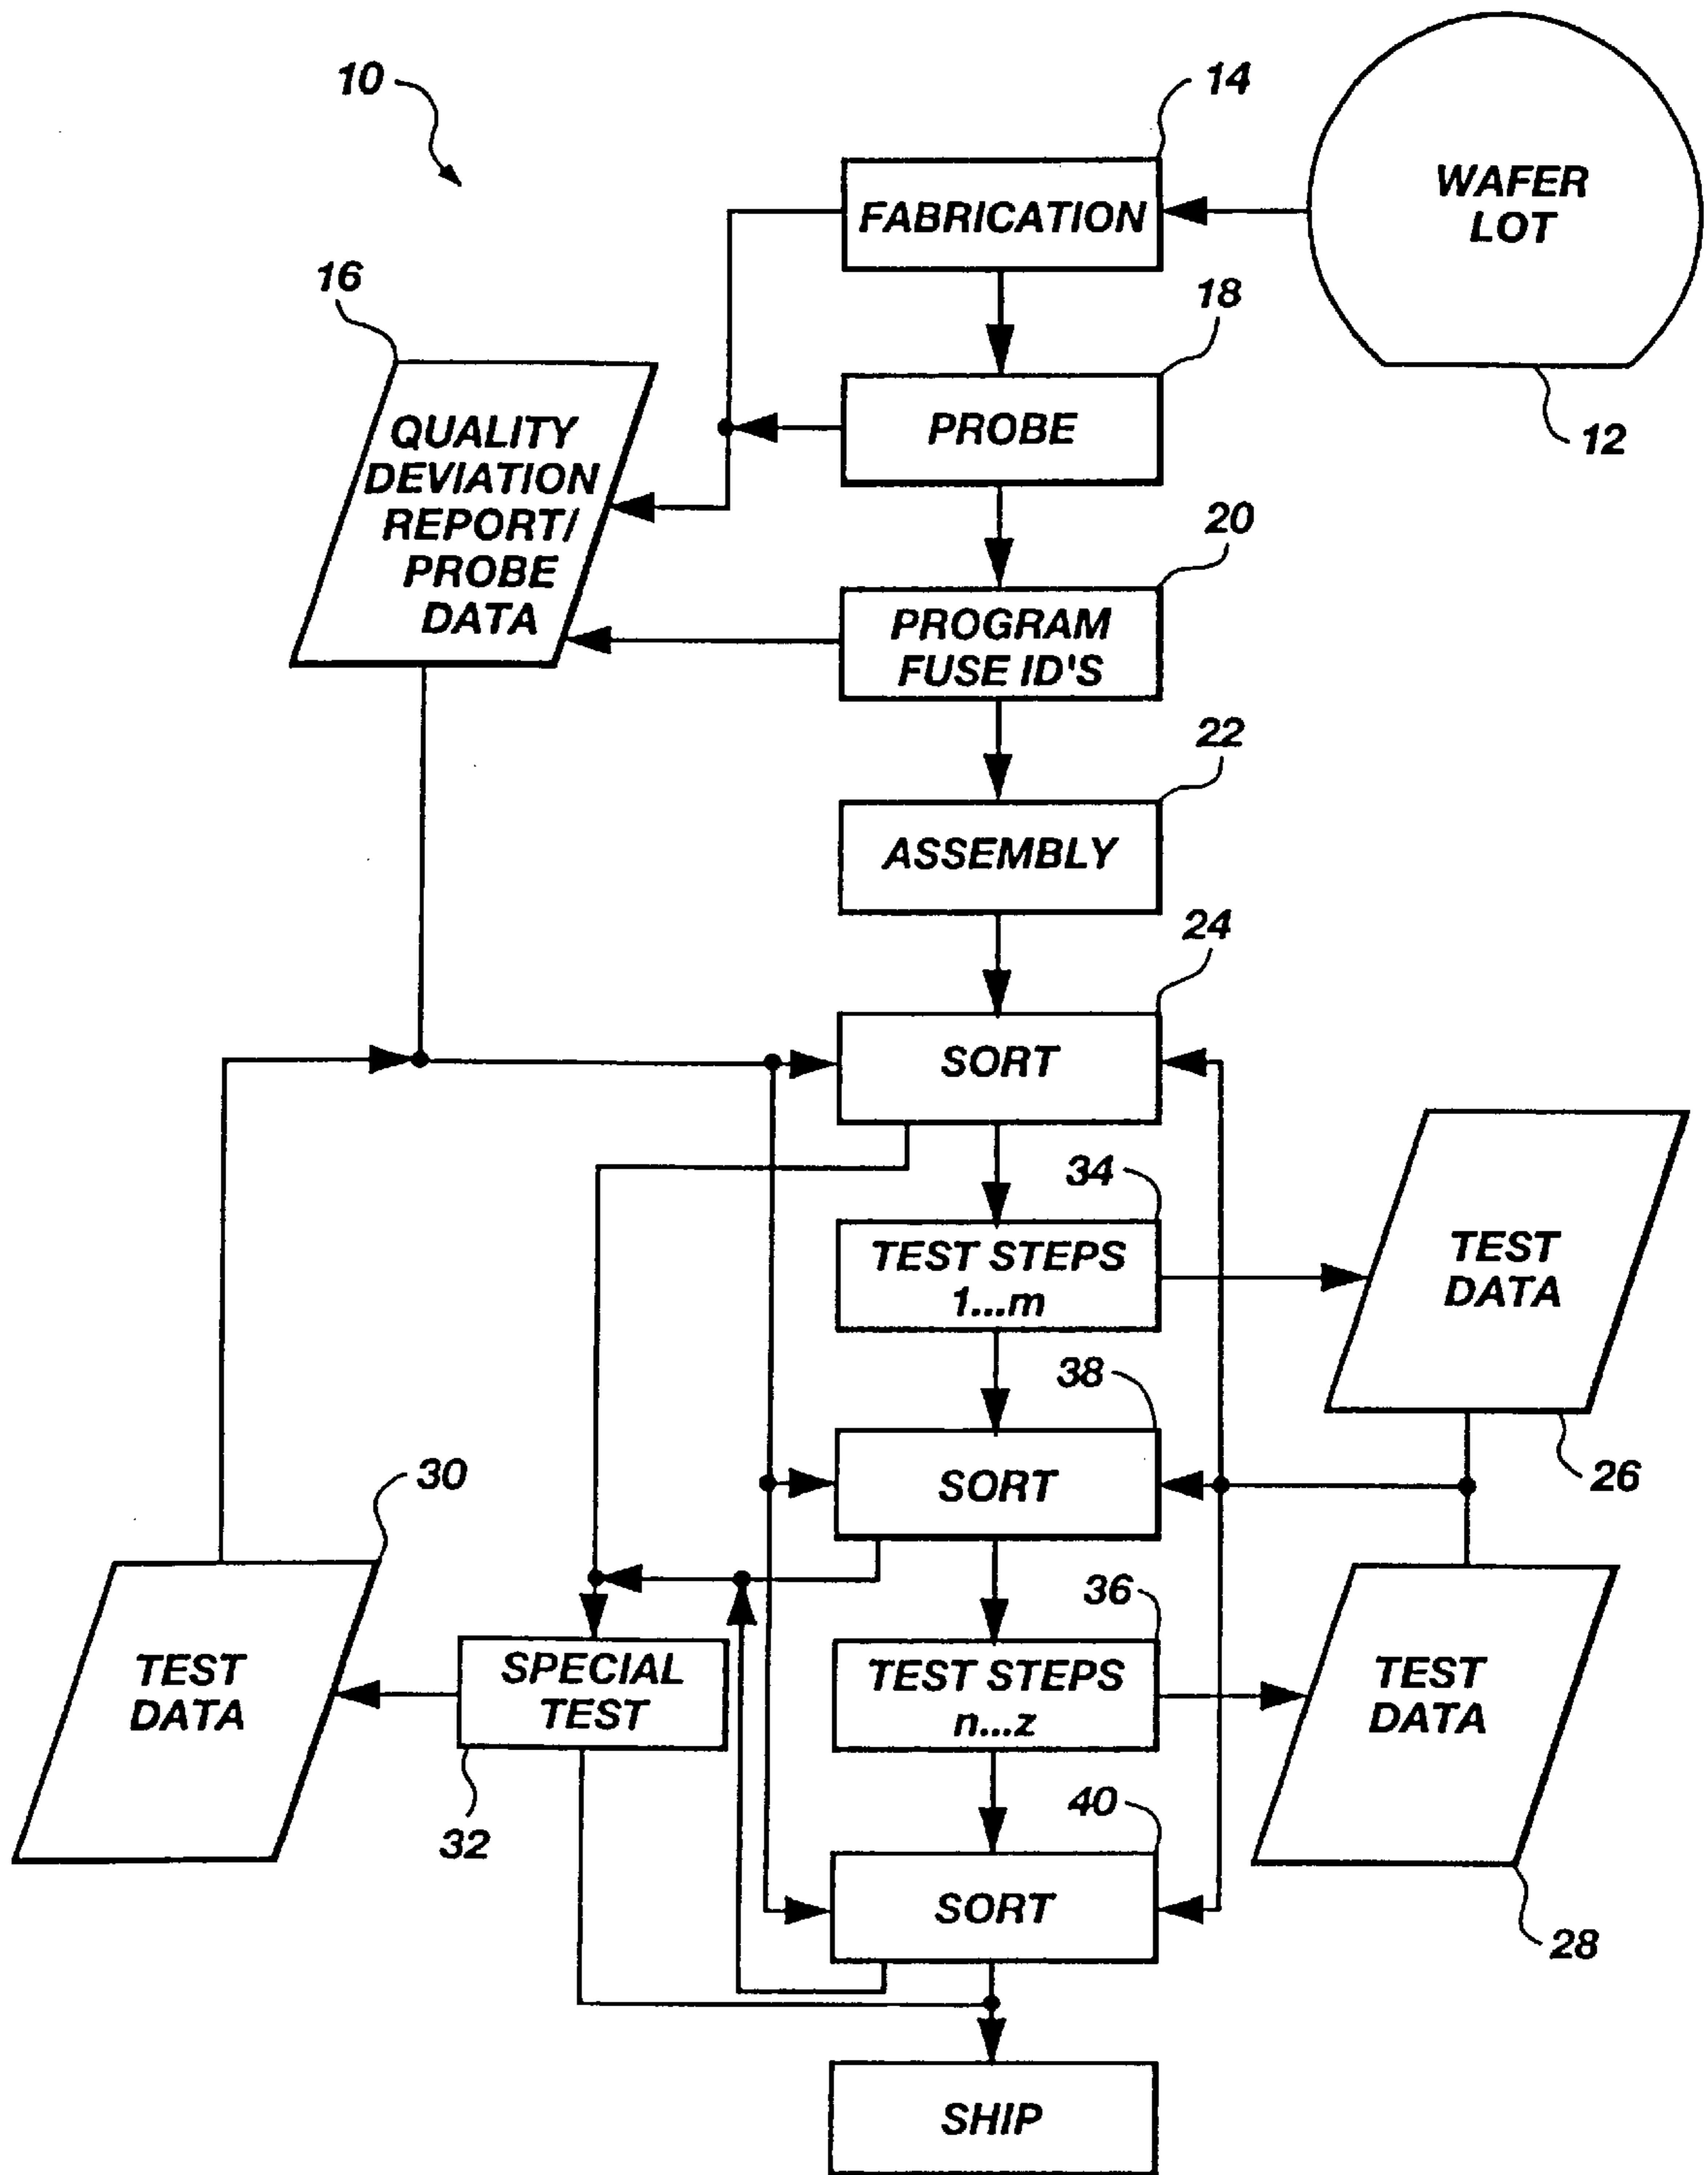 10
14
WAFER
LOT
FABRICATION
16
18
QUALITY
DEVIATION
REPORT/
PROBE
DATA
PROBE
12
20
PROGRAM
FUSE ID'S
22
ASSEMBLY
24
SORT
34
TEST STEPS
1...m
TEST
DATA
38
30
SORT
26
36
TEST
DATA
SPECIAL
TEST
TEST STEPS
n...z
TEST
DATA
32
40
SORT
28
SHIP